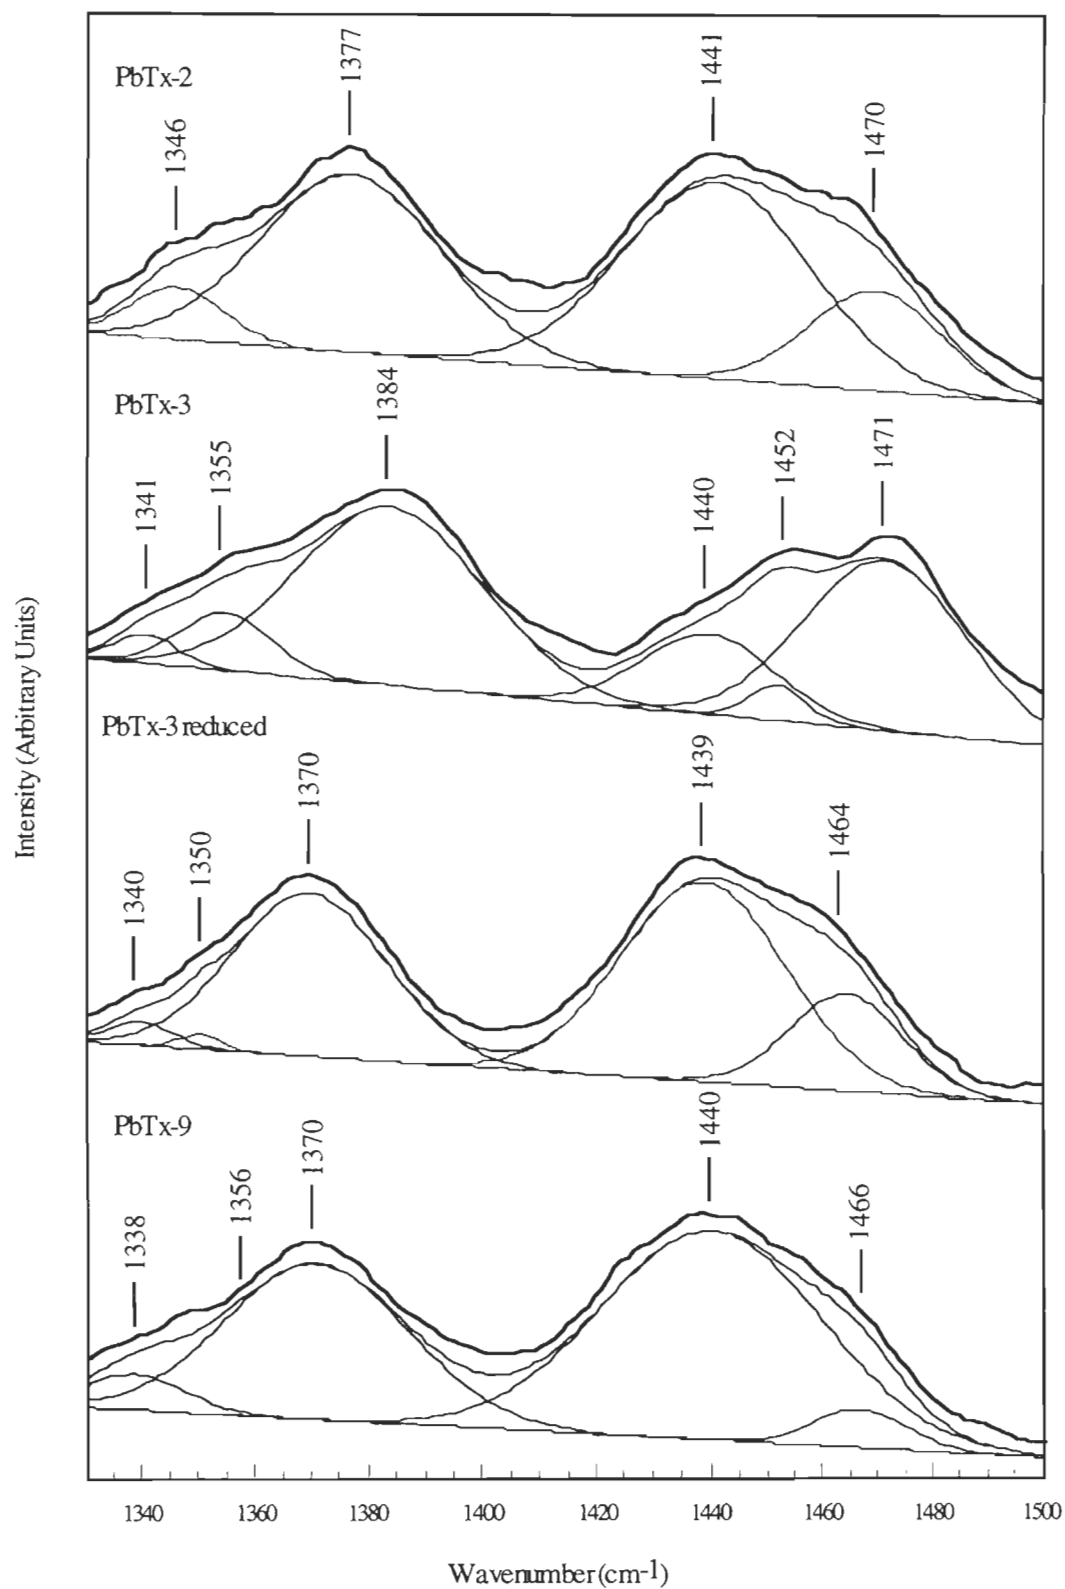 PbTx-2
1346
1377
1441
1470
PbTx-3
1341
1355
1384
1440
1452
1471
PbTx-3 reduced
1340
1350
1370
1439
1464
PbTx-9
1338
1356
1370
1440
1466
Intensity (Arbitrary Units)
1340 1360 1380 1400 1420 1440 1460 1480 1500
Wavenumber (cm-1)